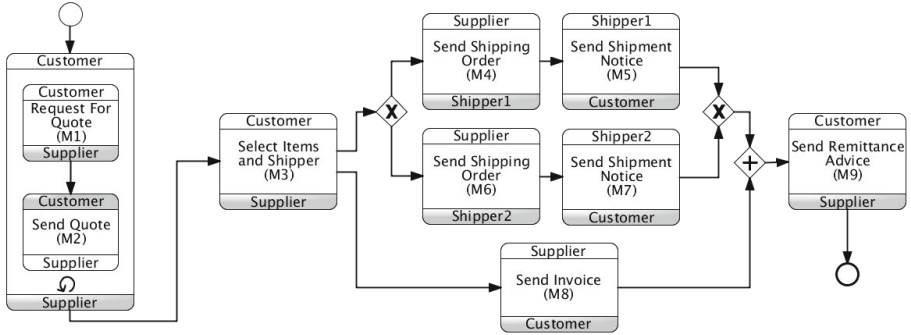 Customer
Customer
Request For
Quote
(M1)
Supplier
Customer
Send Quote
(M2)
Supplier
Supplier
Customer
Select Items
and Shipper
(M3)
Supplier
X
Supplier
Send Shipping
Order
(M4)
Shipper1
Shipper1
Send Shipment
Notice
(M5)
Customer
Supplier
Send Shipping
Order
(M6)
Shipper2
Shipper2
Send Shipment
Notice
(M7)
Customer
X
Supplier
Send Invoice
(M8)
Customer
+
Customer
Send Remittance
Advice
(M9)
Supplier